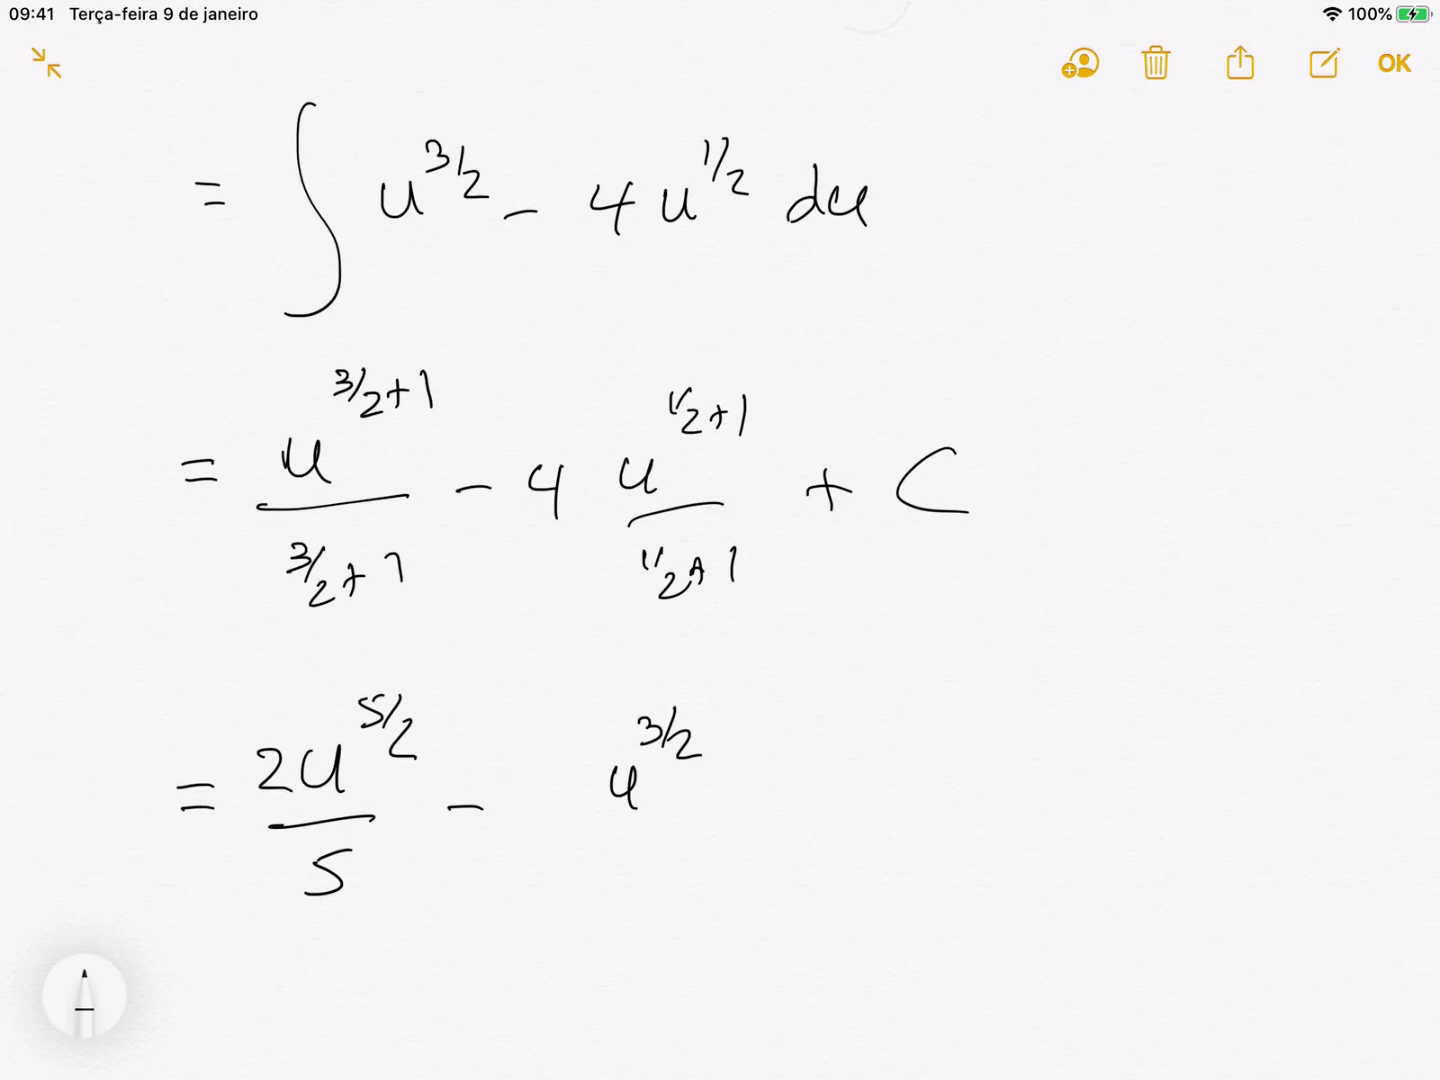 09:41 Terça-feira 9 de janeiro 100%
OK
= ∫ u^3/2 - 4u^1/2 du
= u^3/2+1 / 3/2+1 - 4 u^1/2+1 / 1/2+1 + C
= 2u^5/2 / 5 - u^3/2